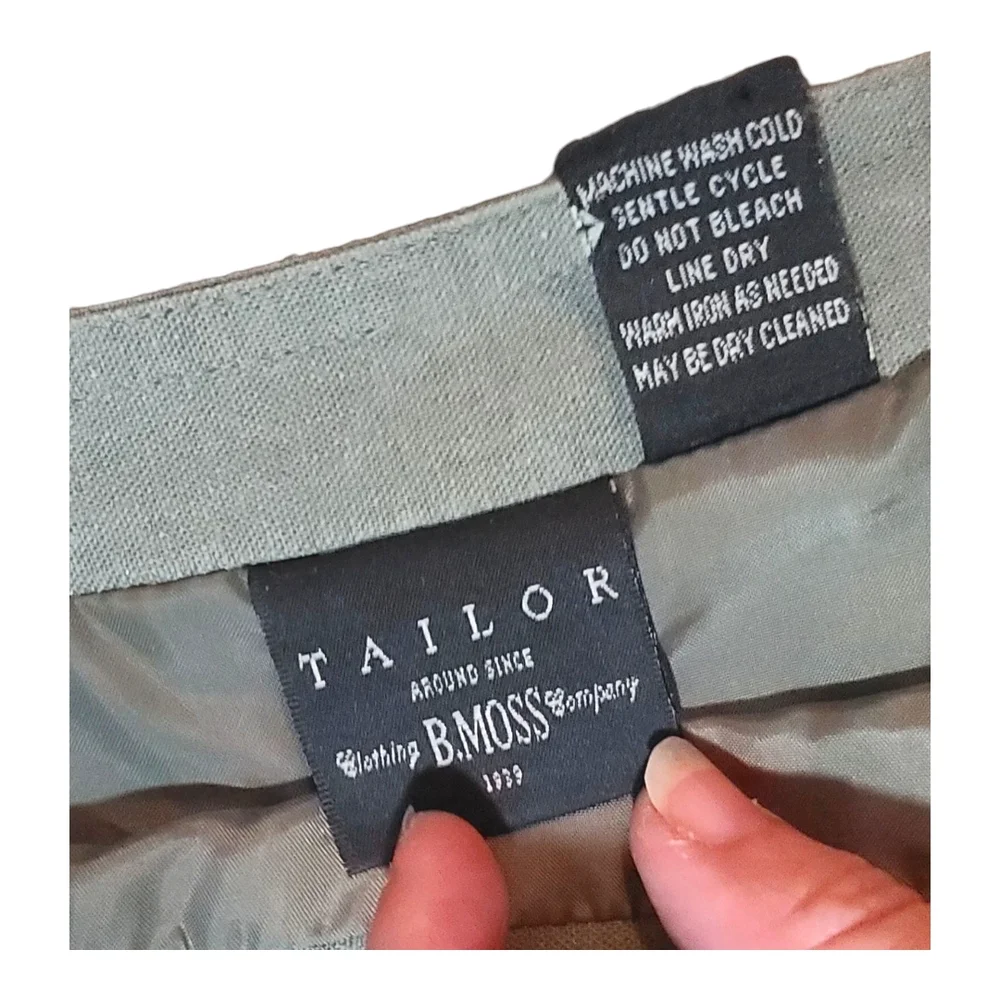 MACHINE WASH COLD
GENTLE CYCLE
DO NOT BLEACH
LINE DRY
WARM IRON AS NEEDED
MAY BE DRY CLEANED
TAILOR
AROUND SINCE
Clothing B.MOSS Company
1939